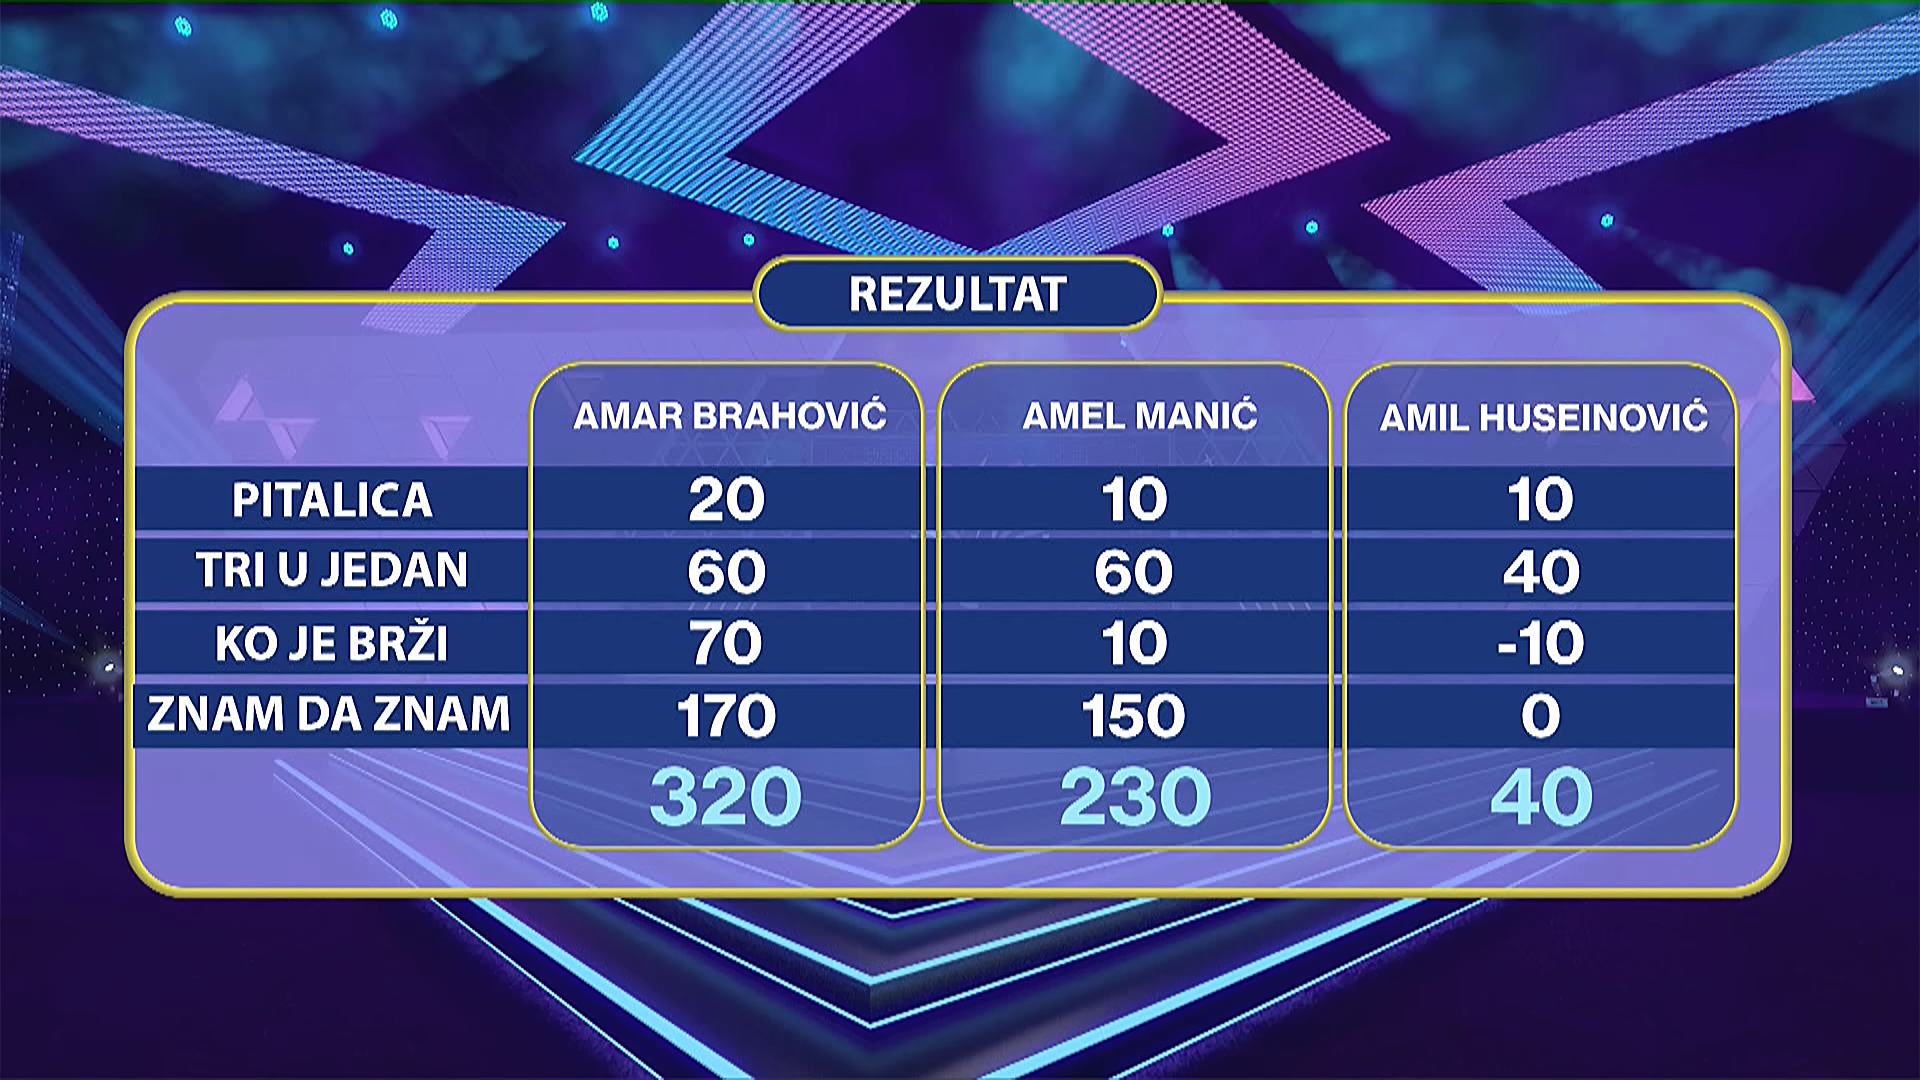 REZULTAT
AMAR BRAHOVIĆ AMEL MANIĆ AMIL HUSEINOVIĆ
PITALICA 20 10 10
TRI U JEDAN 60 60 40
KO JE BRŽI 70 10 -10
ZNAM DA ZNAM 170 150 0
320 230 40